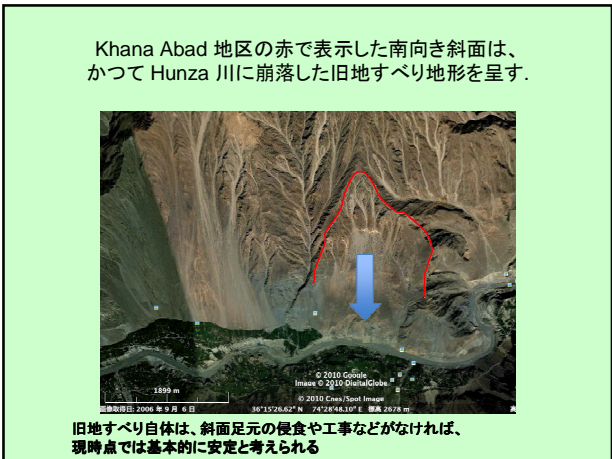 Khana Abad 地区の赤で表示した南向き斜面は、
かつて Hunza 川に崩落した旧地すべり地形を呈す.
© 2010 Google
Image © 2010 DigitalGlobe
1899 m
© 2010 Cnes/Spot Image
画像取得日: 2006 年 9 月 6 日 36°15'26.62" N 74°28'48.10" E 標高 2678 m 高
旧地すべり自体は、斜面足元の侵食や工事などがなければ、
現時点では基本的に安定と考えられる